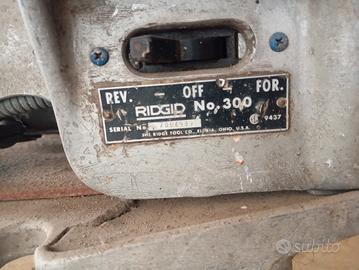 REV. - OFF - FOR.
RIDGID No. 300
SERIAL No.
9437
THE RIDGE TOOL CO., ELYRIA, OHIO, U.S.A.
subito